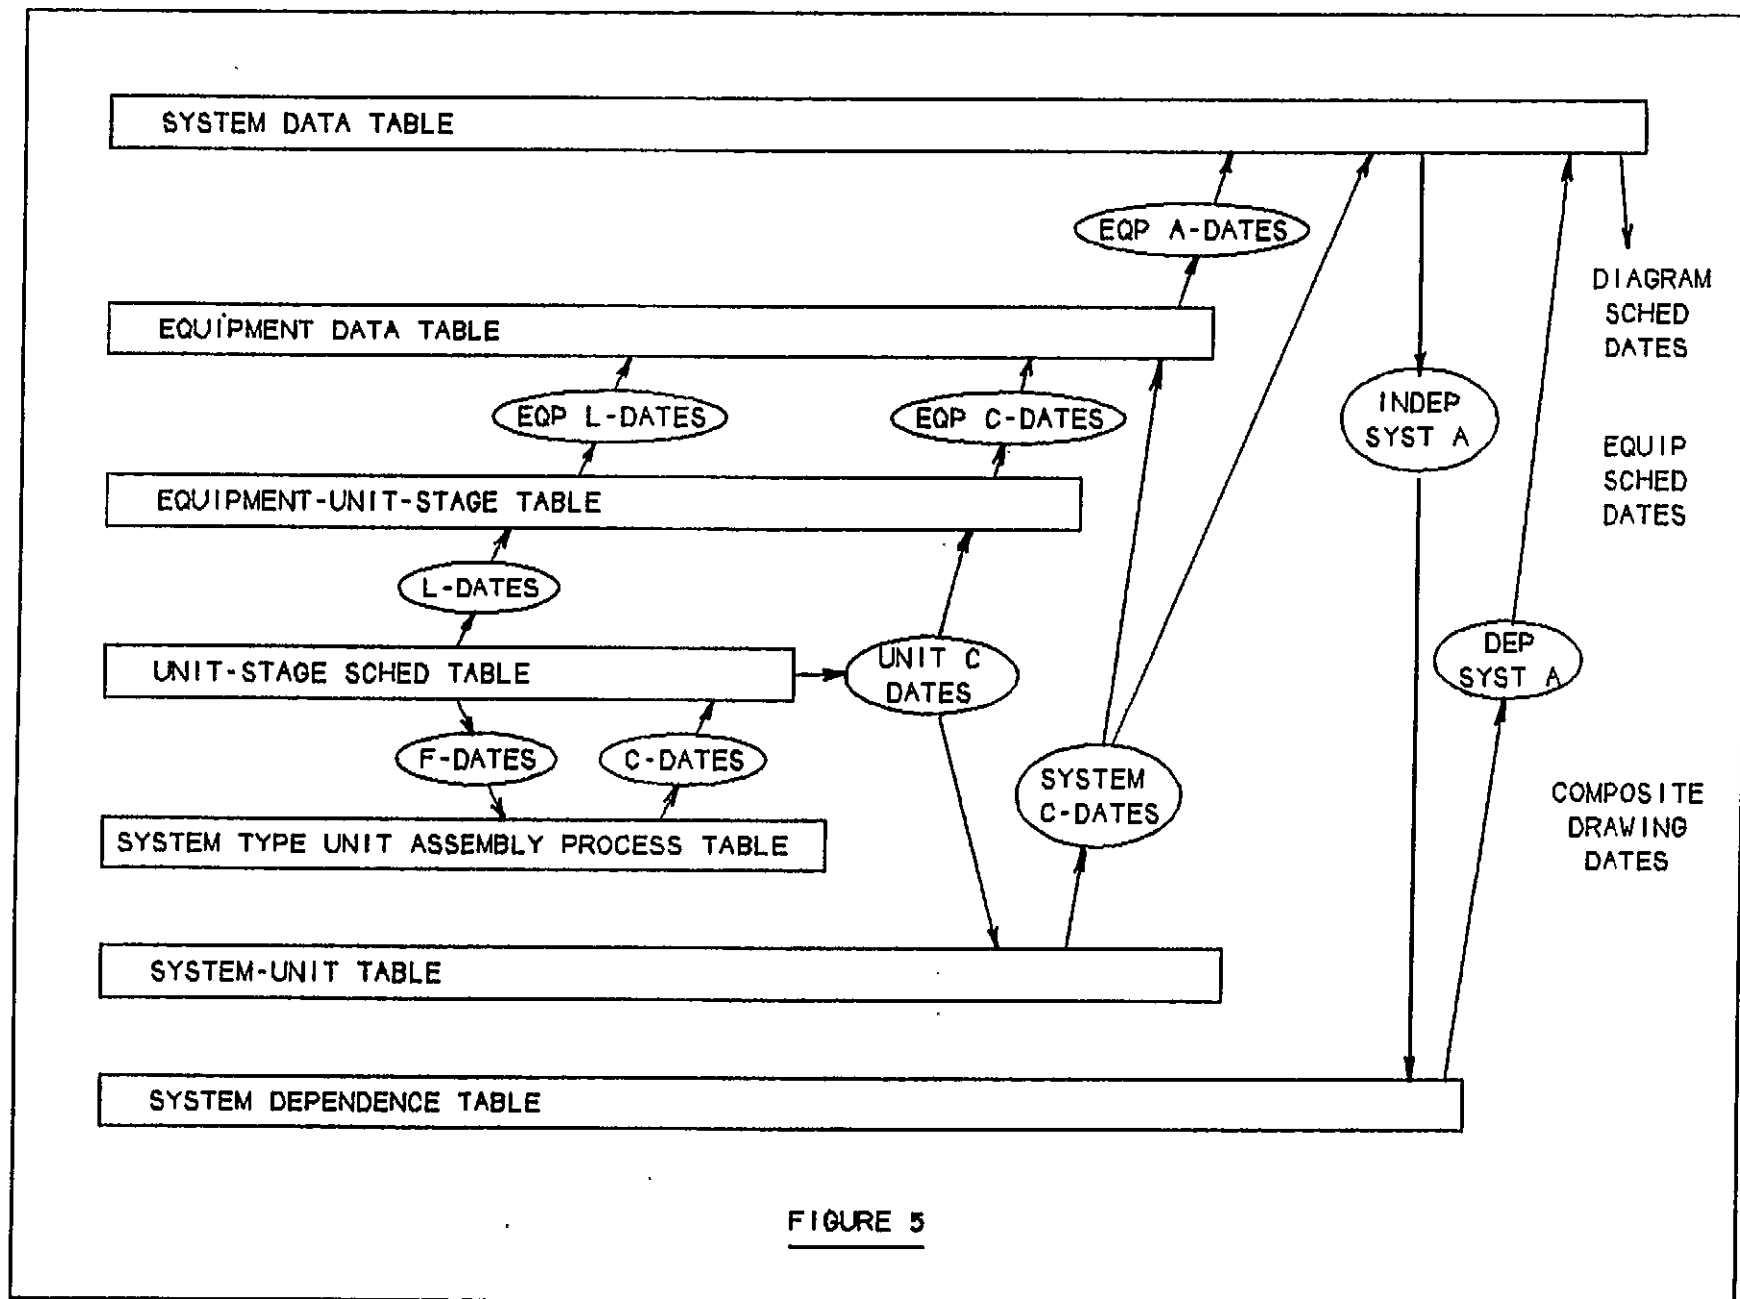 SYSTEM DATA TABLE
EQP A-DATES
DIAGRAM
SCHED
DATES
EQUIPMENT DATA TABLE
EQP L-DATES
EQP C-DATES
INDEP
SYST A
EQUIP
SCHED
DATES
EQUIPMENT-UNIT-STAGE TABLE
L-DATES
UNIT-STAGE SCHED TABLE
UNIT C
DATES
DEP
SYST A
F-DATES
C-DATES
SYSTEM
C-DATES
COMPOSITE
DRAWING
DATES
SYSTEM TYPE UNIT ASSEMBLY PROCESS TABLE
SYSTEM-UNIT TABLE
SYSTEM DEPENDENCE TABLE
FIGURE 5